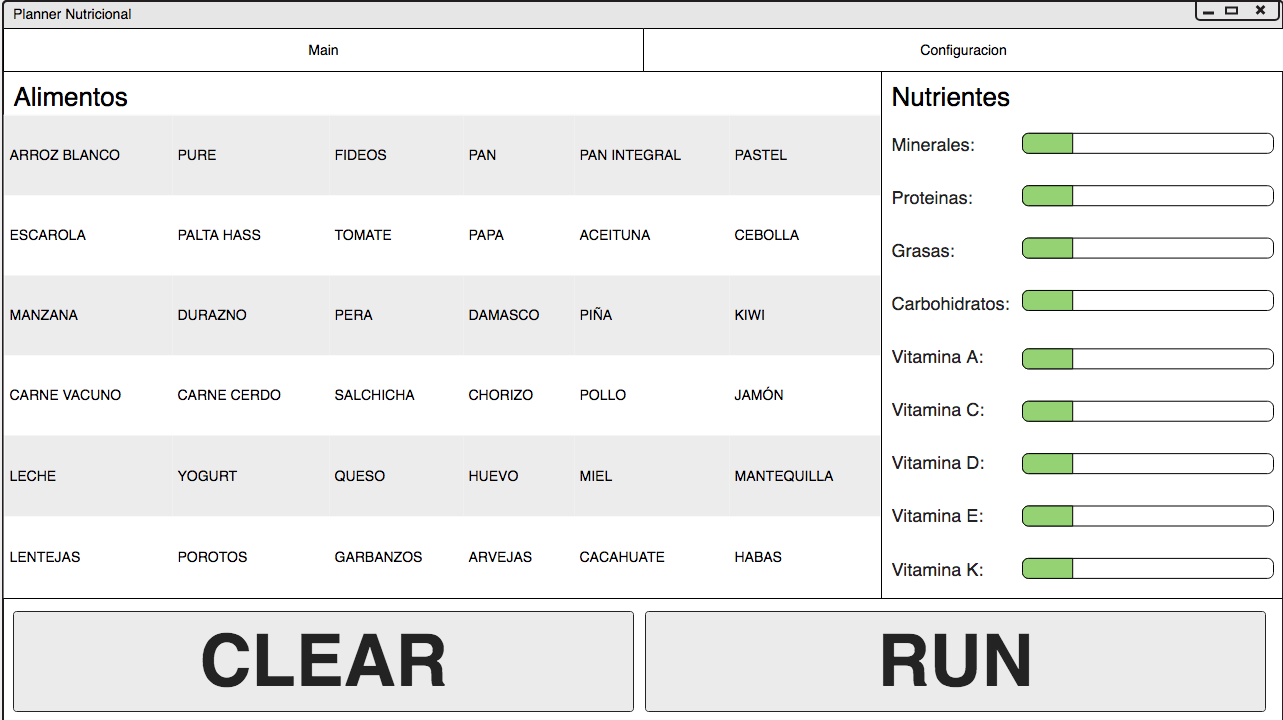 Planner Nutricional
Main Configuracion
Alimentos
ARROZ BLANCO PURE FIDEOS PAN PAN INTEGRAL PASTEL
ESCAROLA PALTA HASS TOMATE PAPA ACEITUNA CEBOLLA
MANZANA DURAZNO PERA DAMASCO PIÑA KIWI
CARNE VACUNO CARNE CERDO SALCHICHA CHORIZO POLLO JAMÓN
LECHE YOGURT QUESO HUEVO MIEL MANTEQUILLA
LENTEJAS POROTOS GARBANZOS ARVEJAS CACAHUATE HABAS
Nutrientes
Minerales:
Proteinas:
Grasas:
Carbohidratos:
Vitamina A:
Vitamina C:
Vitamina D:
Vitamina E:
Vitamina K:
CLEAR RUN